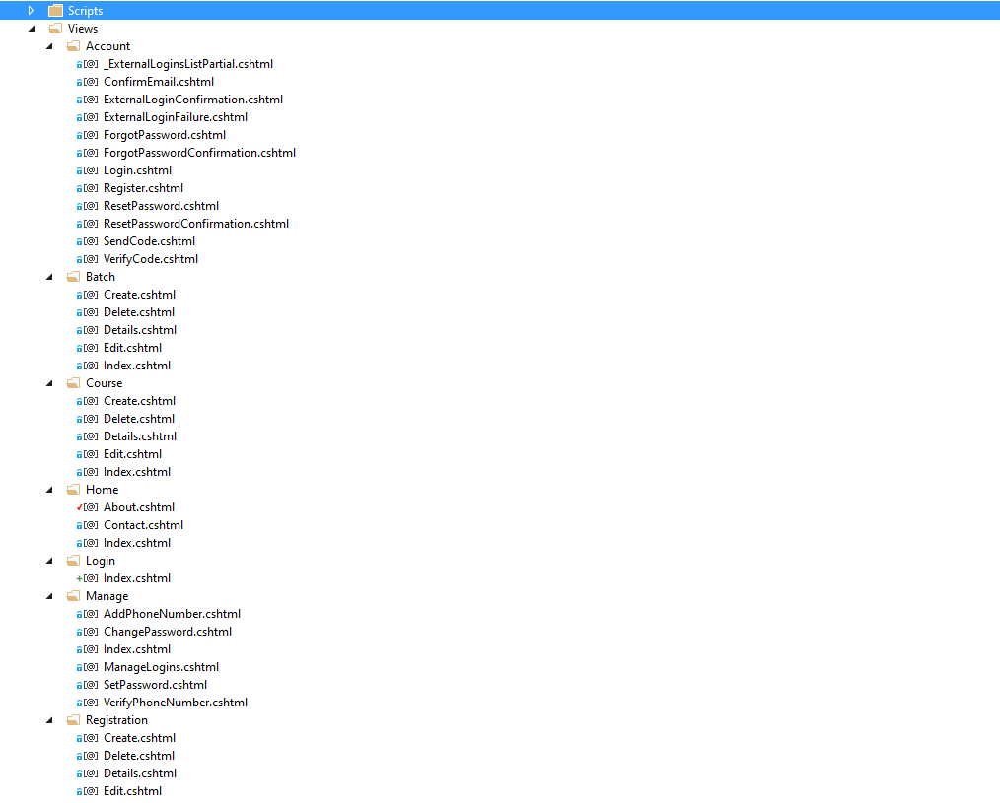 Scripts
Views
Account
_ExternalLoginsListPartial.cshtml
ConfirmEmail.cshtml
ExternalLoginConfirmation.cshtml
ExternalLoginFailure.cshtml
ForgotPassword.cshtml
ForgotPasswordConfirmation.cshtml
Login.cshtml
Register.cshtml
ResetPassword.cshtml
ResetPasswordConfirmation.cshtml
SendCode.cshtml
VerifyCode.cshtml
Batch
Create.cshtml
Delete.cshtml
Details.cshtml
Edit.cshtml
Index.cshtml
Course
Create.cshtml
Delete.cshtml
Details.cshtml
Edit.cshtml
Index.cshtml
Home
About.cshtml
Contact.cshtml
Index.cshtml
Login
Index.cshtml
Manage
AddPhoneNumber.cshtml
ChangePassword.cshtml
Index.cshtml
ManageLogins.cshtml
SetPassword.cshtml
VerifyPhoneNumber.cshtml
Registration
Create.cshtml
Delete.cshtml
Details.cshtml
Edit.cshtml